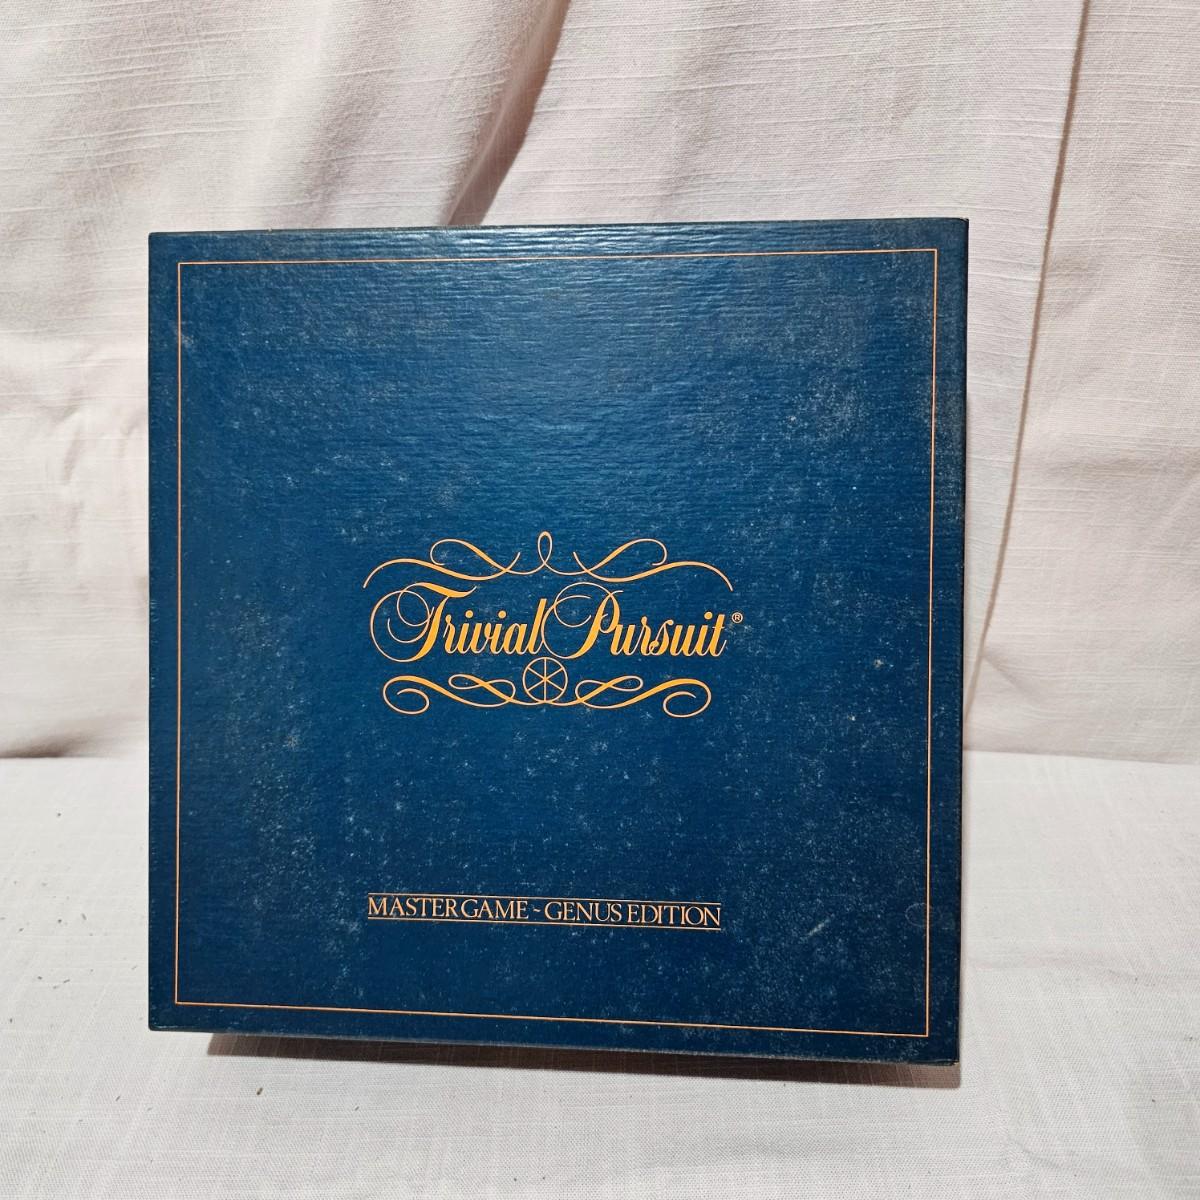 Trivial Pursuit®
MASTER GAME ~ GENUS EDITION